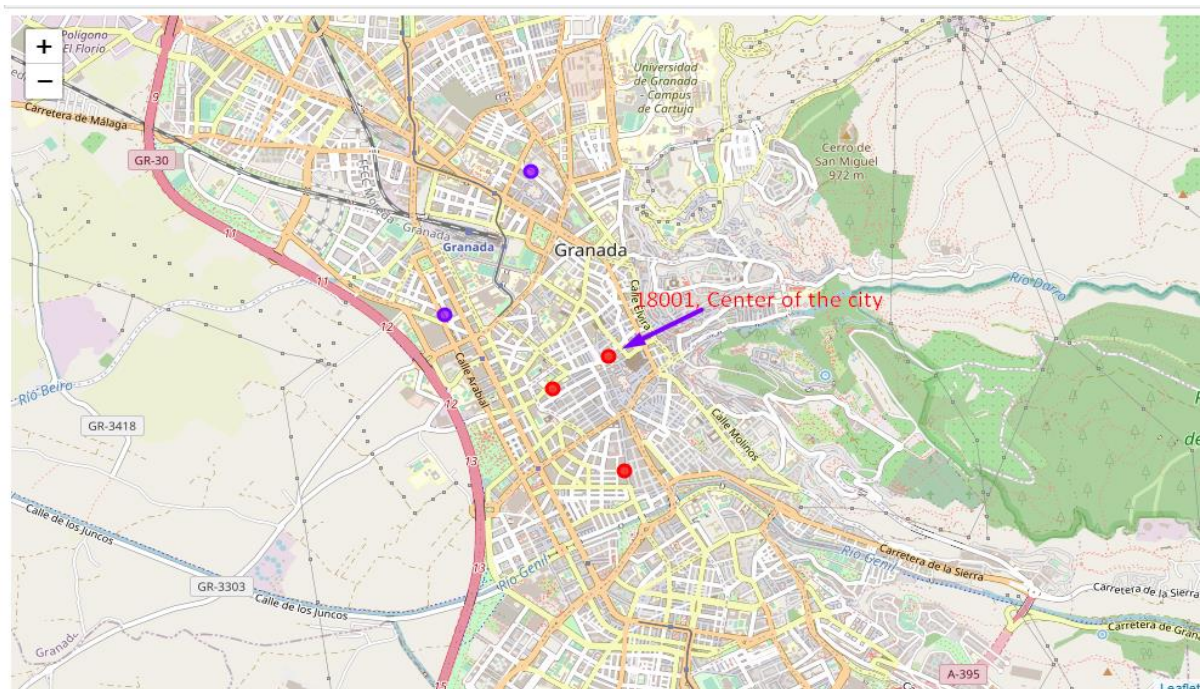 +
−
Polígono
El Florío
Carretera de Málaga
9
GR-30
Universidad
de Granada
- Campus
de Cartuja
Cerro de
San Miguel
972 m
11
Granada
Granada
Granada
Río Darro
18001, Center of the city
Calle Elvira
11
12
Calle Arabial
Río Beiro
12
GR-3418
13
Calle Molinos
Calle de los Juncos
13
Río Genil
Río Genil
Carretera de la Sierra
GR-3303
Calle de los Juncos
Carretera de la Sierra
Carretera de
Granada
A-395
15
Leaflet